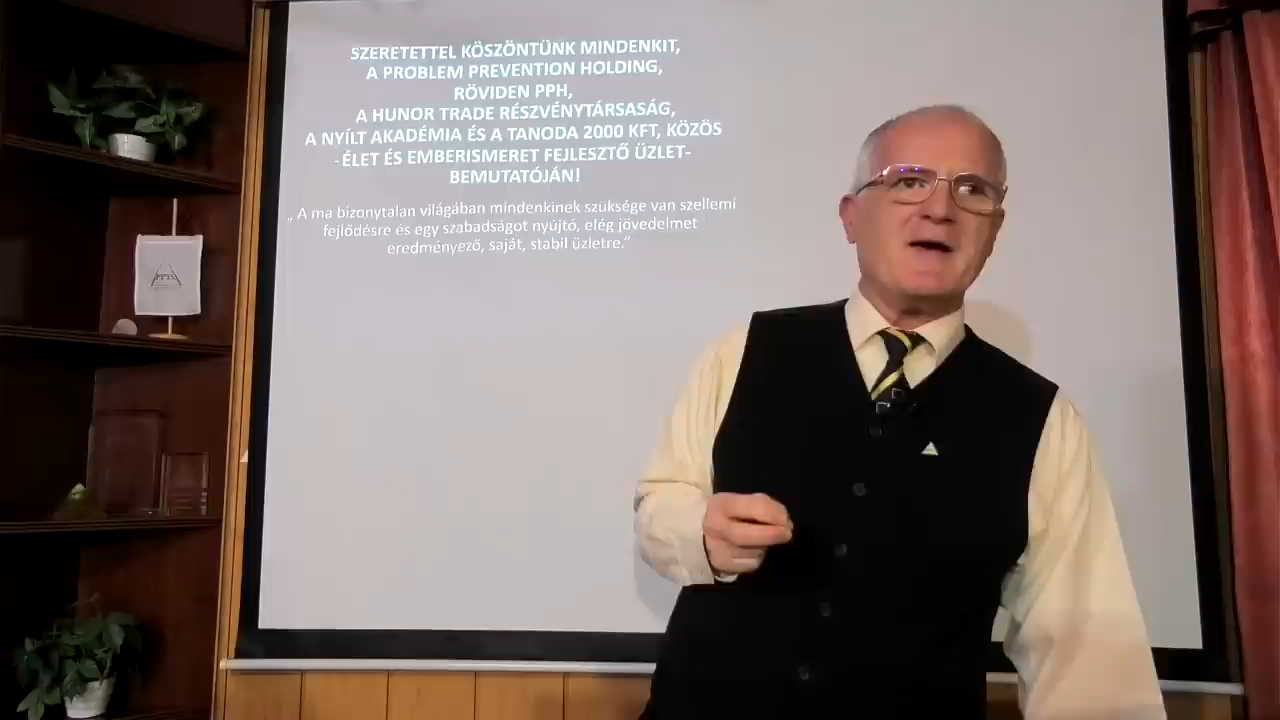 SZERETETTEL KÖSZÖNTÜNK MINDENKIT,
A PROBLEM PREVENTION HOLDING,
RÖVIDEN PPH,
A HUNOR TRADE RÉSZVÉNYTÁRSASÁG,
A NYÍLT AKADÉMIA ÉS A TANODA 2000 KFT, KÖZÖS
-ÉLET ÉS EMBERISMERET FEJLESZTŐ ÜZLET-
BEMUTATÓJÁN!
„ A ma bizonytalan világában mindenkinek szüksége van szellemi
fejlődésre és egy szabadságot nyújtó, elég jövedelmet
eredményező, saját, stabil üzletre.“